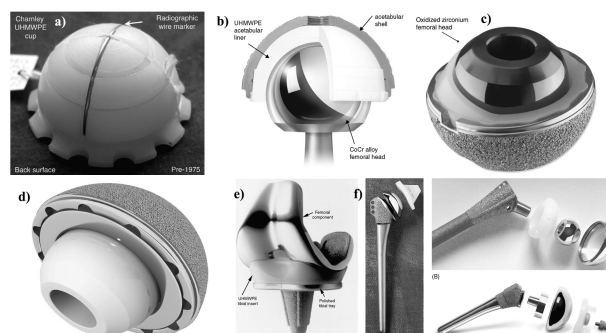 Charnley
UHMWPE
cup
a)
Radiographic
wire marker
Back surface
Pre-1975
b)
UHMWPE
acetabular
liner
acetabular
shell
CoCr alloy
femoral head
c)
Oxidized zirconium
femoral head
d)
e)
Femoral
component
UHMWPE
tibial insert
Polished
tibial tray
f)
(B)